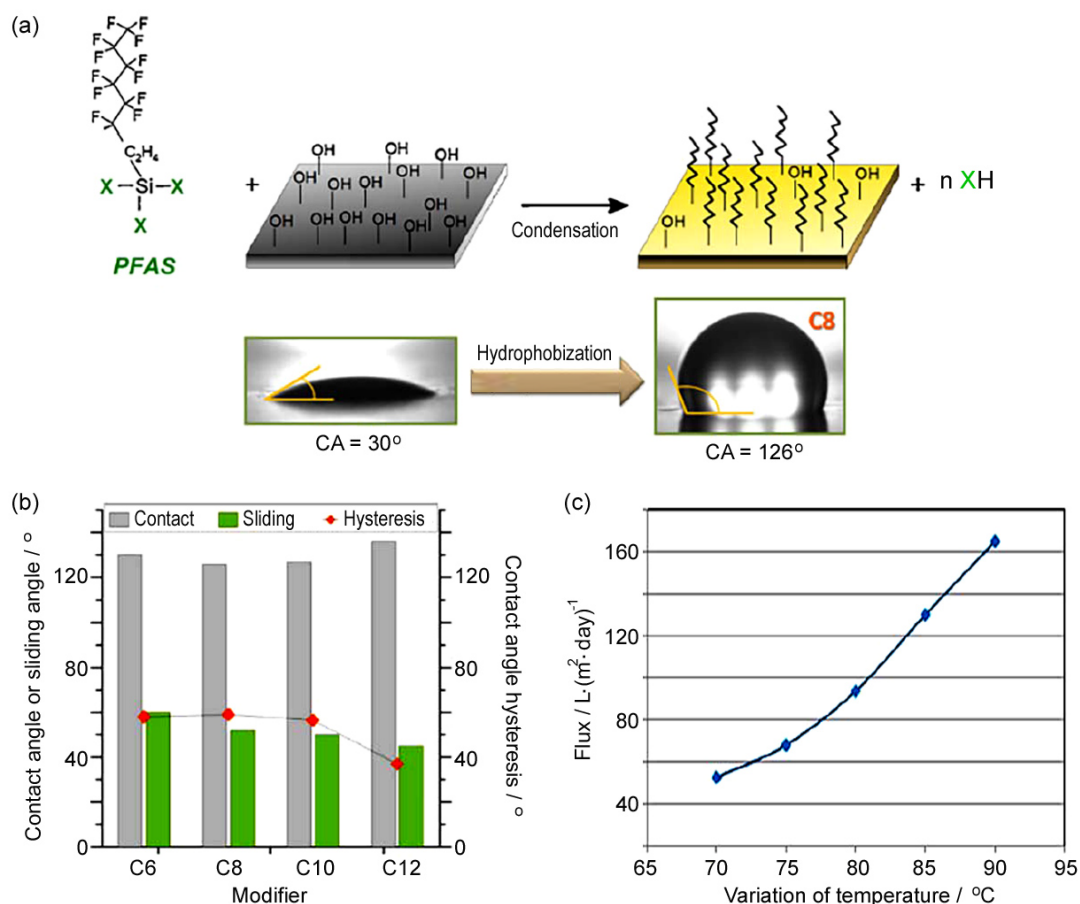 (a)
F F
F
F
F
F
F
F
F
F
F
F
F
C₂H₄
X Si X
X
PFAS
+
OH
OH
OH
OH
OH
OH
OH
OH
OH
OH
OH
OH
OH
OH
Condensation
OH
OH
OH
+ n XH
CA = 30°
Hydrophobization
C8
CA = 126°
(b)
Contact Sliding Hysteresis
Contact angle or sliding angle / °
120
80
40
0
C6 C8 C10 C12
Modifier
120
80
40
0
Contact angle hysteresis / °
(c)
Flux / L·(m²·day)⁻¹
160
120
80
40
65 70 75 80 85 90 95
Variation of temperature / °C